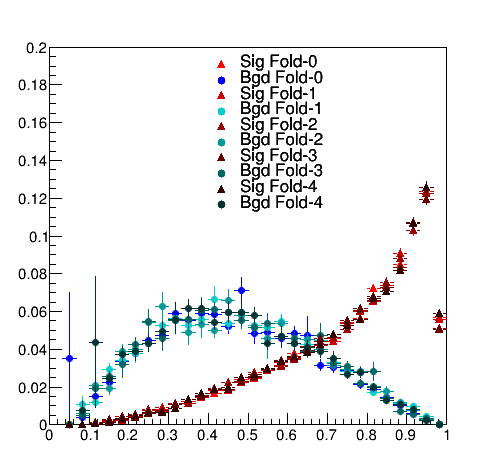 0.2
0.18
0.16
0.14
0.12
0.1
0.08
0.06
0.04
0.02
0
Sig Fold-0
Bgd Fold-0
Sig Fold-1
Bgd Fold-1
Sig Fold-2
Bgd Fold-2
Sig Fold-3
Bgd Fold-3
Sig Fold-4
Bgd Fold-4
0 0.1 0.2 0.3 0.4 0.5 0.6 0.7 0.8 0.9 1